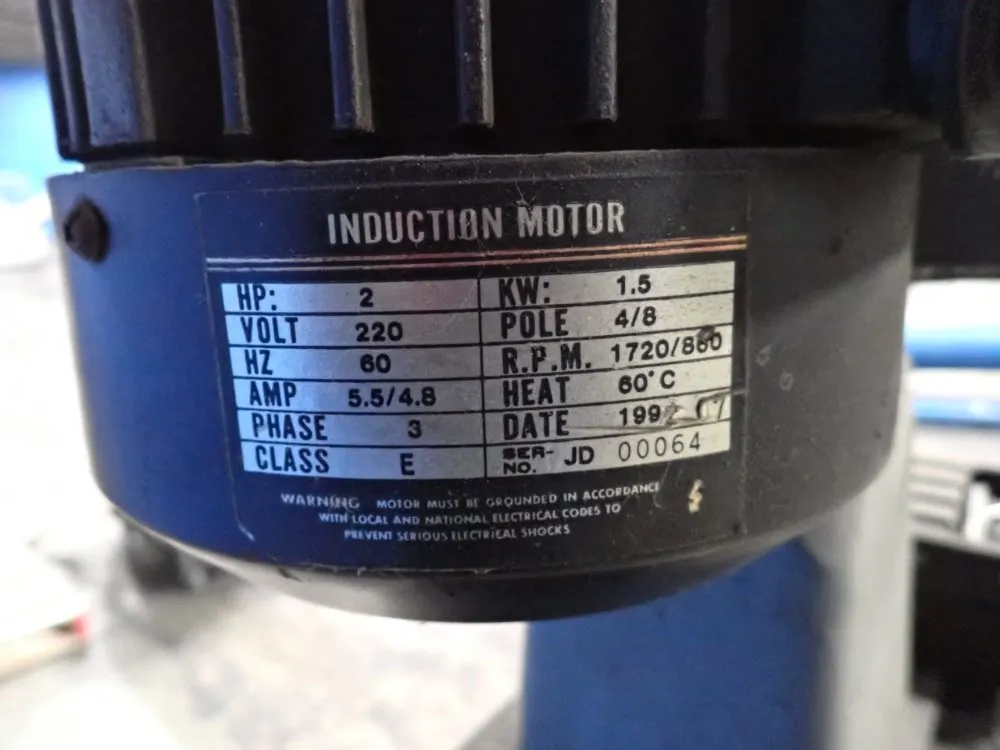 INDUCTION MOTOR
HP: 2 KW: 1.5
VOLT 220 POLE 4/8
HZ 60 R.P.M. 1720/860
AMP 5.5/4.8 HEAT 60°C
PHASE 3 DATE 1992 07
CLASS E SER-NO. JD 00064
WARNING MOTOR MUST BE GROUNDED IN ACCORDANCE
WITH LOCAL AND NATIONAL ELECTRICAL CODES TO
PREVENT SERIOUS ELECTRICAL SHOCKS